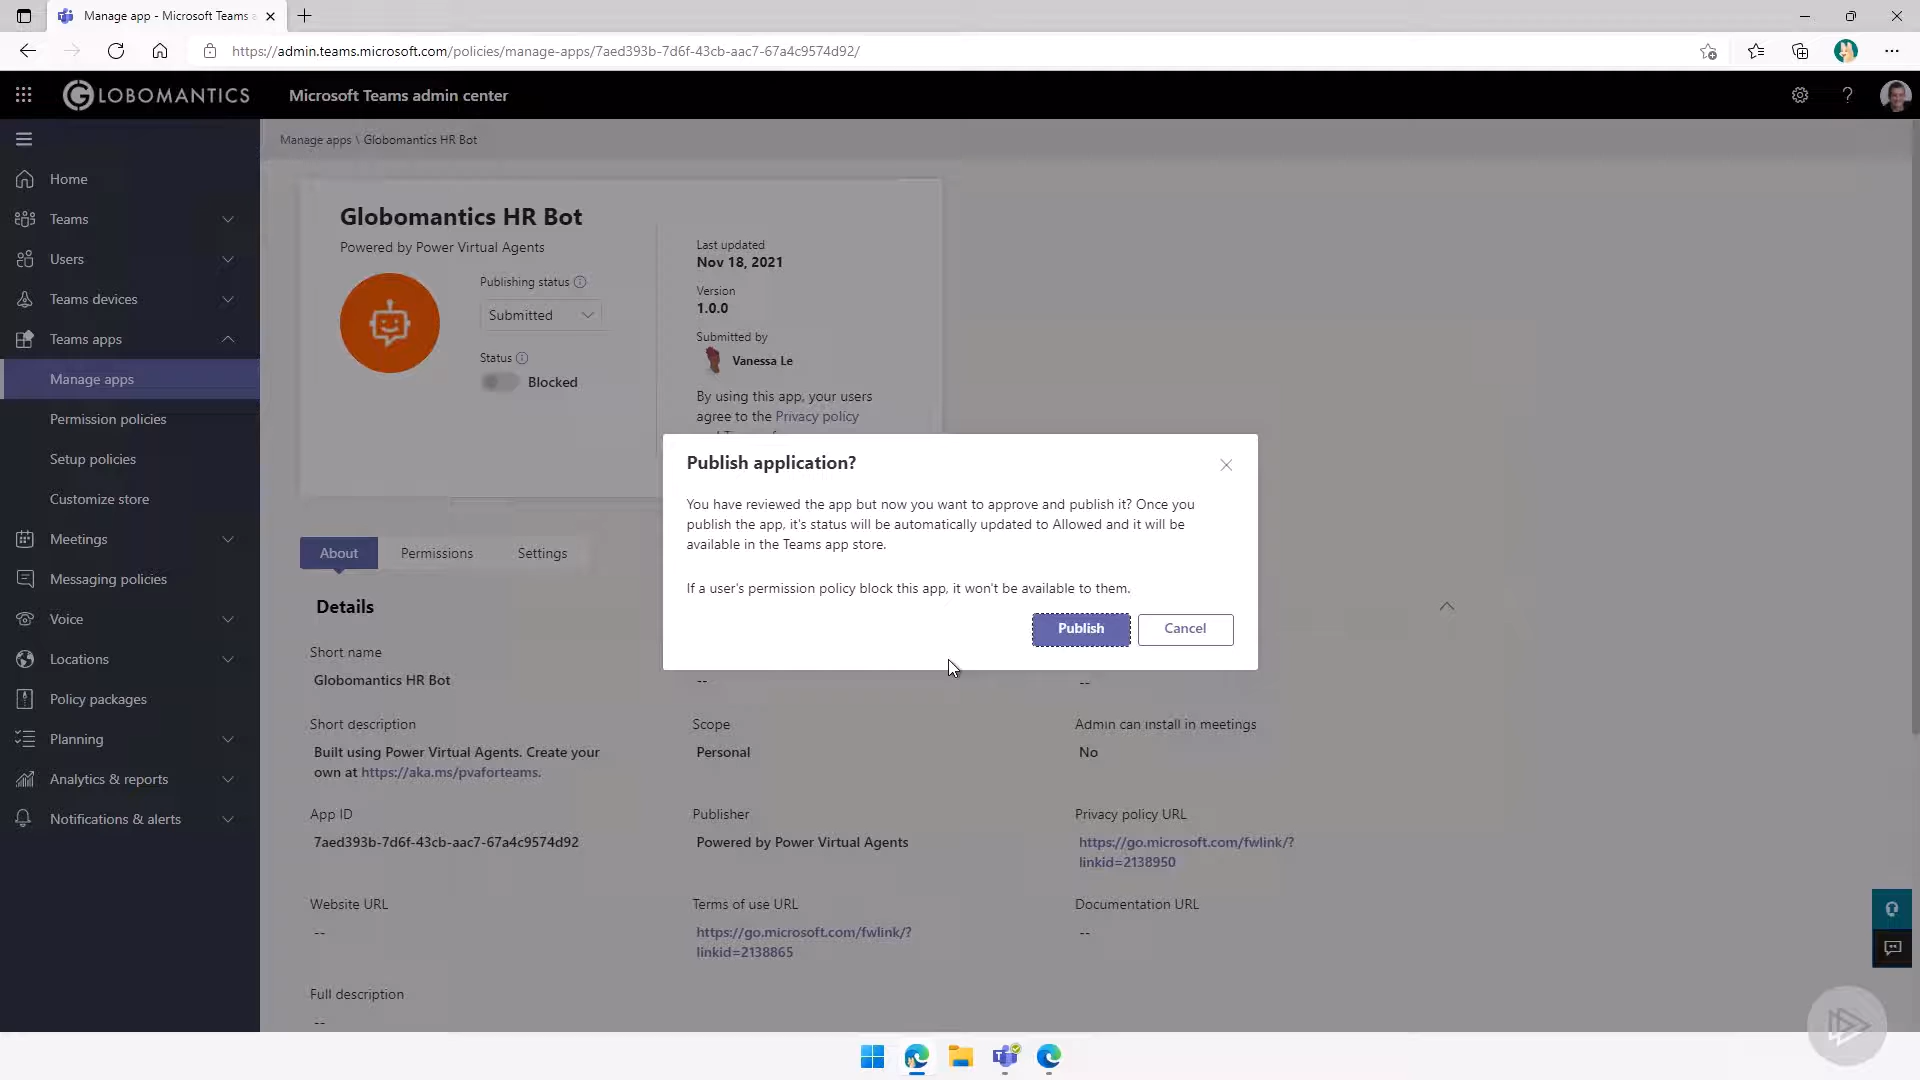 Manage app - Microsoft Teams a
https://admin.teams.microsoft.com/policies/manage-apps/7aed393b-7d6f-43cb-aac7-67a4c9574d92/
GLOBOMANTICS
Microsoft Teams admin center
Manage apps \ Globomantics HR Bot
Home
Teams
Users
Teams devices
Teams apps
Manage apps
Permission policies
Setup policies
Customize store
Meetings
Messaging policies
Voice
Locations
Policy packages
Planning
Analytics & reports
Notifications & alerts
Globomantics HR Bot
Powered by Power Virtual Agents
Publishing status
Submitted
Status
Blocked
Last updated
Nov 18, 2021
Version
1.0.0
Submitted by
Vanessa Le
By using this app, your users
agree to the Privacy policy
Publish application?
You have reviewed the app but now you want to approve and publish it? Once you
publish the app, it's status will be automatically updated to Allowed and it will be
available in the Teams app store.
If a user's permission policy block this app, it won't be available to them.
Publish
Cancel
About
Permissions
Settings
Details
Short name
Globomantics HR Bot
--
--
Short description
Built using Power Virtual Agents. Create your
own at https://aka.ms/pvaforteams.
Scope
Personal
Admin can install in meetings
No
App ID
7aed393b-7d6f-43cb-aac7-67a4c9574d92
Publisher
Powered by Power Virtual Agents
Privacy policy URL
https://go.microsoft.com/fwlink/?
linkid=2138950
Website URL
--
Terms of use URL
https://go.microsoft.com/fwlink/?
linkid=2138865
Documentation URL
--
Full description
--